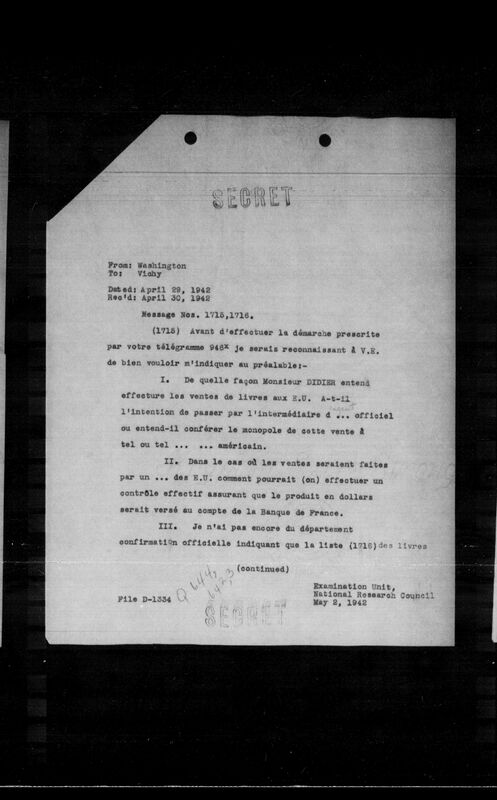 SECRET
From: Washington
To: Vichy
Dated: April 29, 1942
Rec'd: April 30, 1942
Message Nos. 1715,1716.
(1715) Avant d'effectuer la démarche prescrite
par votre télégramme 946x je serais reconnaissant à V.E.
de bien vouloir m'indiquer au préalable:-
I. De quelle façon Monsieur DIDIER entend
effecture les ventes de livres aux E.U. A-t-il
l'intention de passer par l'intermédiaire d ... officiel
ou entend-il conférer le monopole de cette vente à
tel ou tel ... ... américain.
II. Dans le cas où les ventes seraient faites
par un ... des E.U. comment pourrait (on) effectuer un
contrôle effectif assurant que le produit en dollars
serait versé au compte de la Banque de France.
III. Je n'ai pas encore du département
confirmation officielle indiquant que la liste (1716) des livres
(continued)
Examination Unit,
National Research Council
May 2, 1942
File D-1334
SECRET